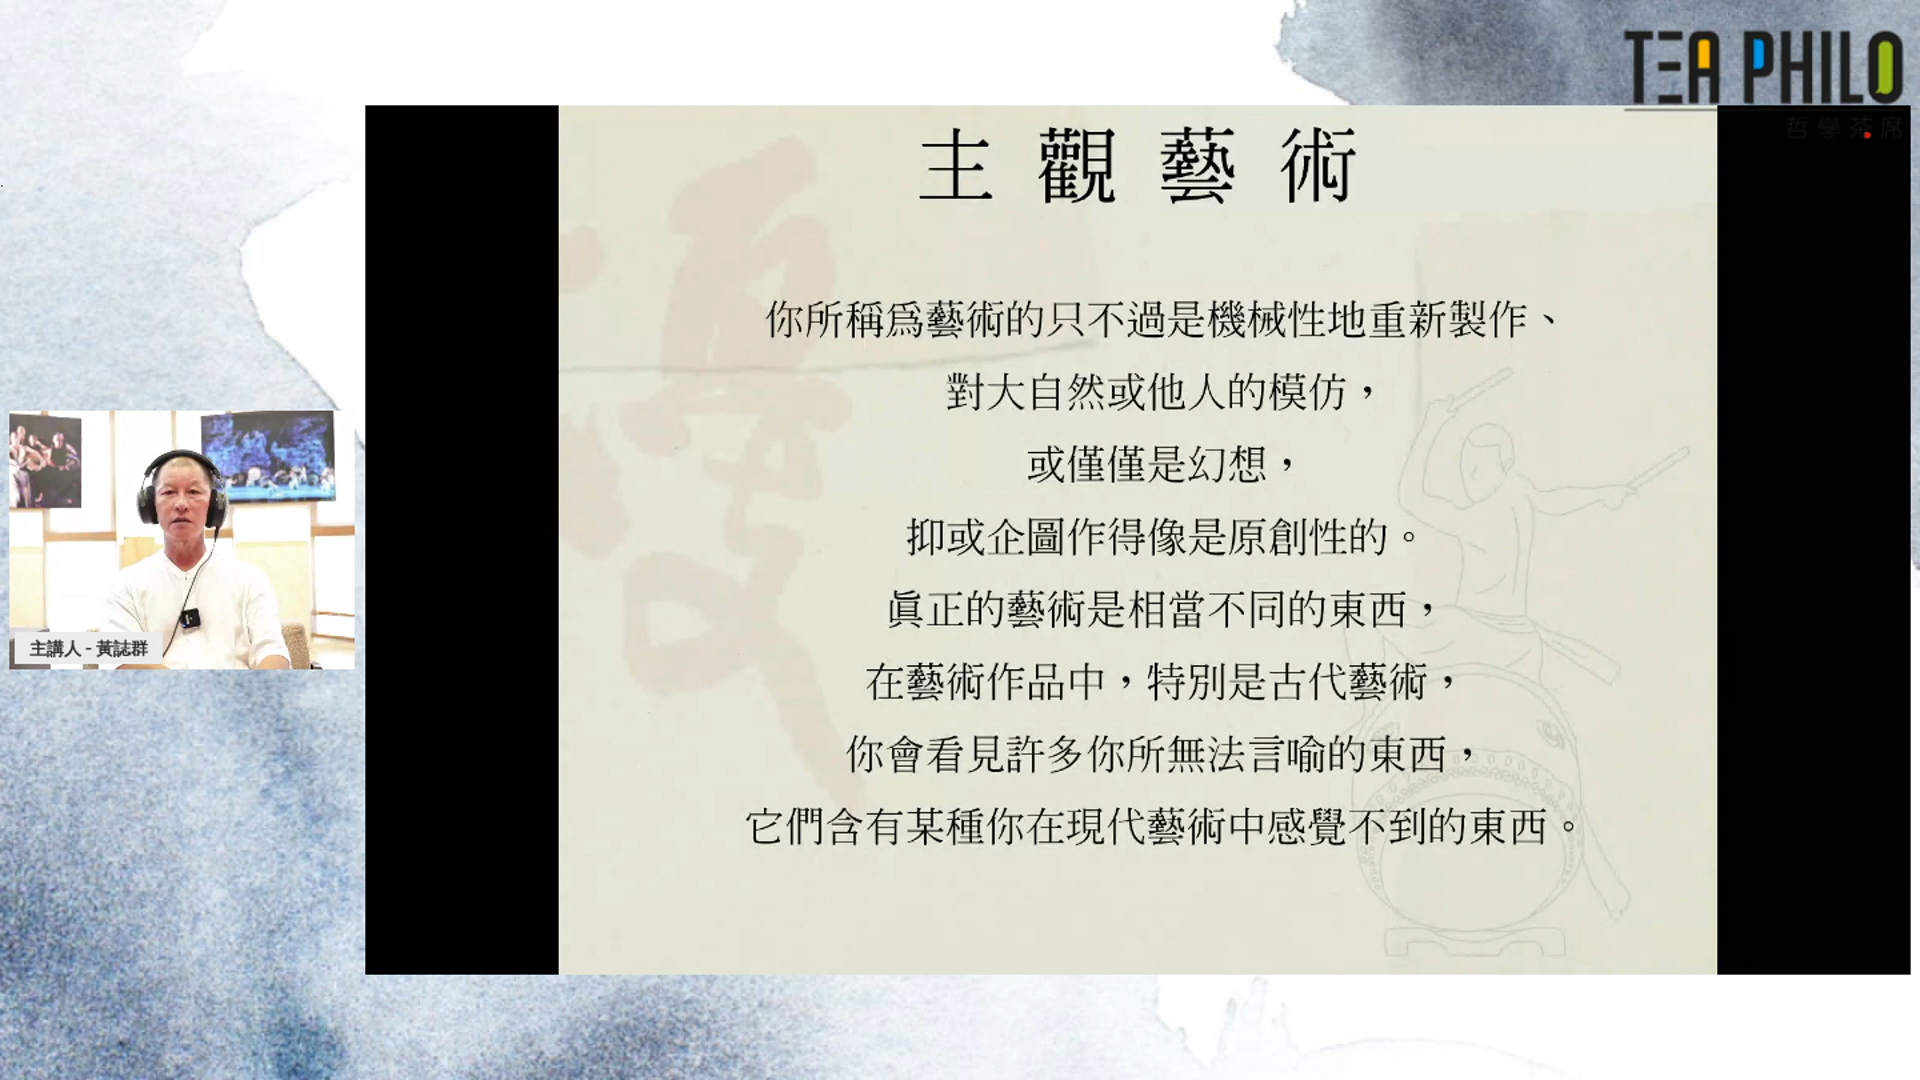 TEA PHILO
哲學茶席
主觀藝術
你所稱爲藝術的只不過是機械性地重新製作、
對大自然或他人的模仿，
或僅僅是幻想，
抑或企圖作得像是原創性的。
眞正的藝術是相當不同的東西，
在藝術作品中，特別是古代藝術，
你會看見許多你所無法言喻的東西，
它們含有某種你在現代藝術中感覺不到的東西。
主講人 - 黃誌群